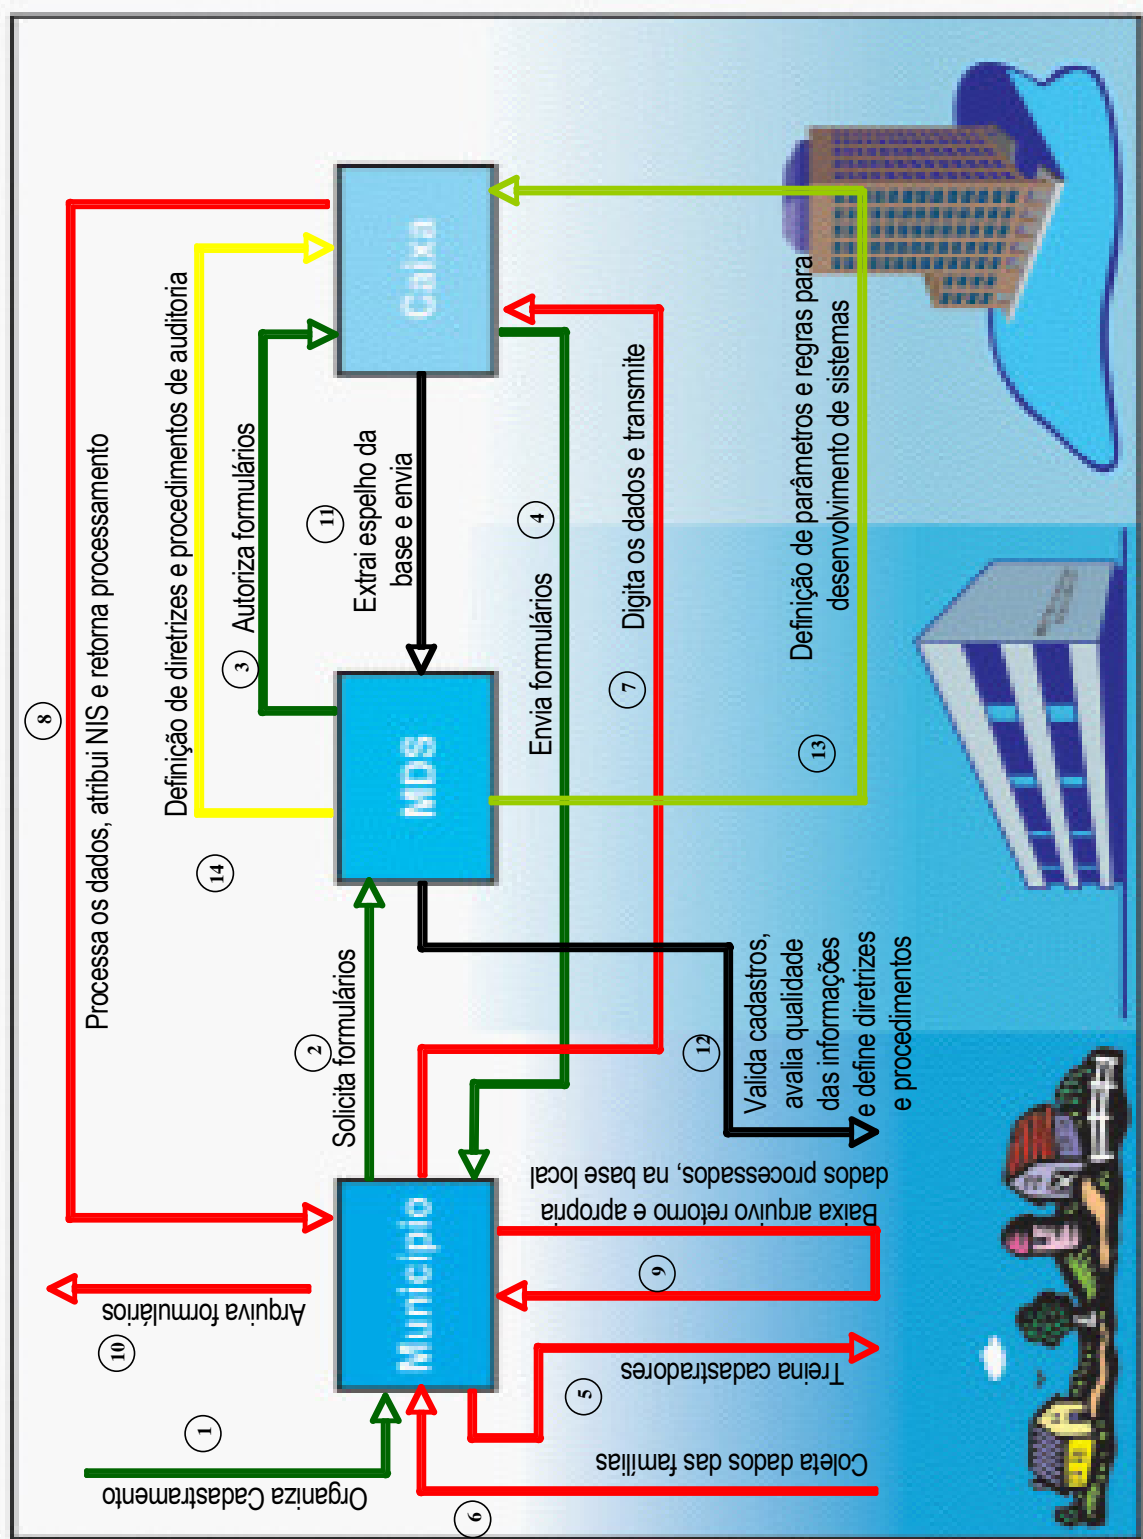 8
Processa os dados, atribui NIS e retorna processamento
14
Definição de diretrizes e procedimentos de auditoria
3
Autoriza formulários
10
Arquiva formulários
1
Organiza Cadastramento
2
Solicita formulários
11
Extrai espelho da
base e envia
Município
MDS
Caixa
4
Envia formulários
7
Digita os dados e transmite
6
Coleta dados das famílias
5
Treina cadastradores
9
Baixa arquivo retorno e apropria
dados processados, na base local
12
Valida cadastros,
avalia qualidade
das informações
e define diretrizes
e procedimentos
13
Definição de parâmetros e regras para
desenvolvimento de sistemas